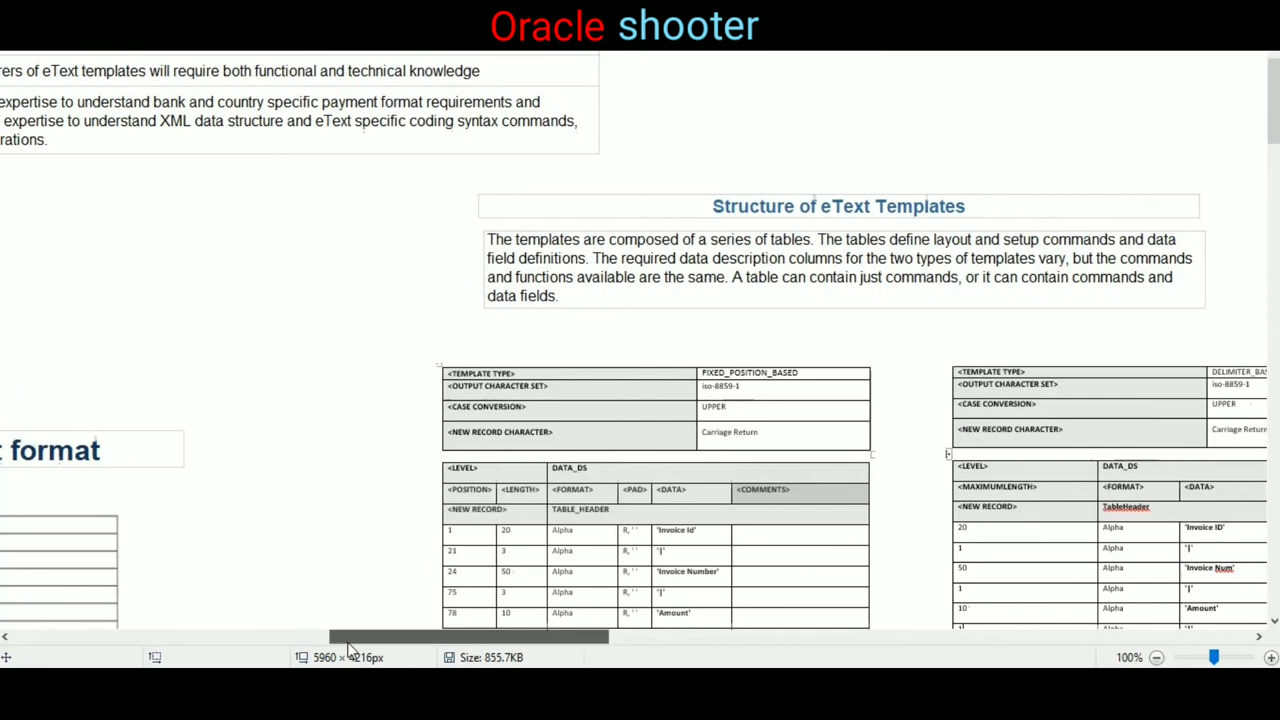 Oracle shooter
rers of eText templates will require both functional and technical knowledge
expertise to understand bank and country specific payment format requirements and
expertise to understand XML data structure and eText specific coding syntax commands,
rations.
Structure of eText Templates
The templates are composed of a series of tables. The tables define layout and setup commands and data
field definitions. The required data description columns for the two types of templates vary, but the commands
and functions available are the same. A table can contain just commands, or it can contain commands and
data fields.
t format
<TEMPLATE TYPE> FIXED_POSITION_BASED
<OUTPUT CHARACTER SET> iso-8859-1
<CASE CONVERSION> UPPER
<NEW RECORD CHARACTER> Carriage Return
<LEVEL> DATA_DS
<POSITION> <LENGTH> <FORMAT> <PAD> <DATA> <COMMENTS>
<NEW RECORD> TABLE_HEADER
1 20 Alpha R, ' ' 'Invoice Id'
21 3 Alpha R, ' ' '|'
24 50 Alpha R, ' ' 'Invoice Number'
75 3 Alpha R, ' ' '|'
78 10 Alpha R, ' ' 'Amount'
<TEMPLATE TYPE> DELIMITER_BAS
<OUTPUT CHARACTER SET> iso-8859-1
<CASE CONVERSION> UPPER
<NEW RECORD CHARACTER> Carriage Return
<LEVEL> DATA_DS
<MAXIMUMLENGTH> <FORMAT> <DATA>
<NEW RECORD> TableHeader
20 Alpha 'Invoice ID'
1 Alpha '|'
50 Alpha 'Invoice Num'
1 Alpha '|'
10 Alpha 'Amount'
1 Alpha '|'
5960 × 4216px
Size: 855.7KB
100%